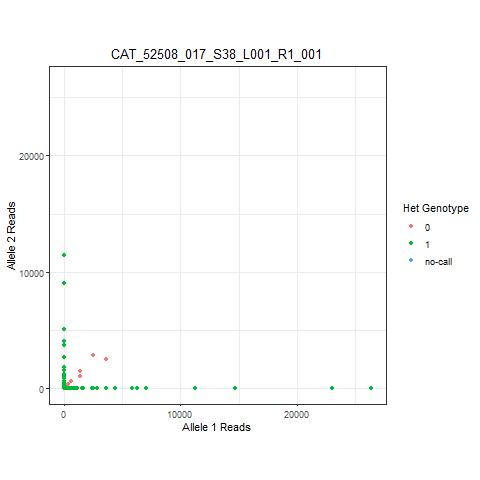 CAT_52508_017_S38_L001_R1_001
Allele 2 Reads
20000
10000
0
0
10000
20000
Allele 1 Reads
Het Genotype
0
1
no-call